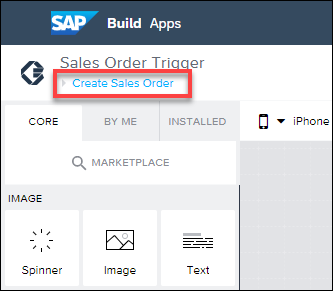 SAP Build Apps
Sales Order Trigger
Create Sales Order
CORE BY ME INSTALLED iPhone
MARKETPLACE
IMAGE
Spinner Image Text